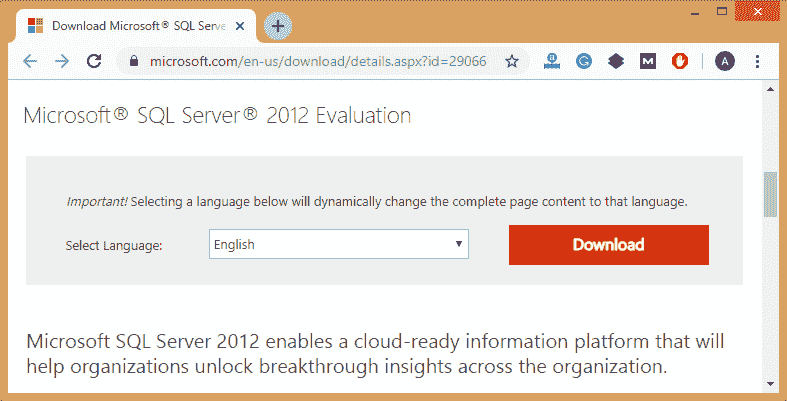 Download Microsoft® SQL Serve
microsoft.com/en-us/download/details.aspx?id=29066
A
Microsoft® SQL Server® 2012 Evaluation
Important! Selecting a language below will dynamically change the complete page content to that language.
Select Language:
English
Download
Microsoft SQL Server 2012 enables a cloud-ready information platform that will
help organizations unlock breakthrough insights across the organization.